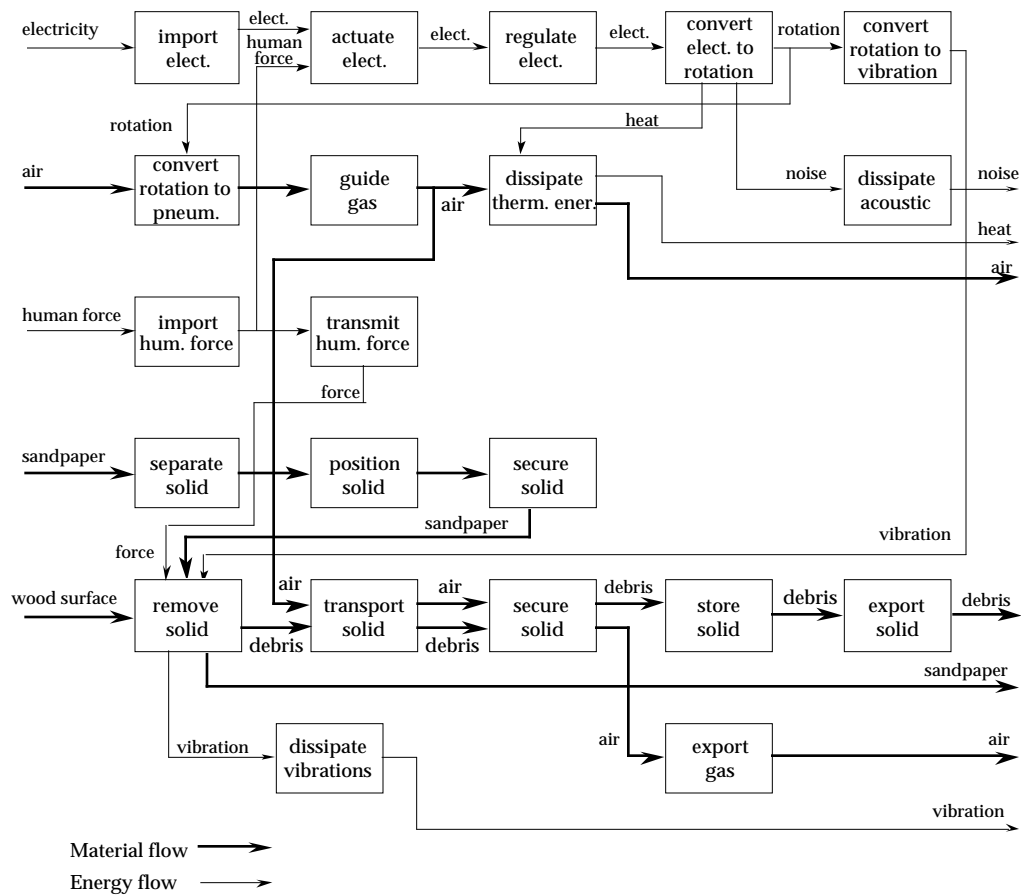 electricity
import
elect.
elect.
human
force
actuate
elect.
elect.
regulate
elect.
elect.
convert
elect. to
rotation
rotation
convert
rotation to
vibration
rotation
heat
air
convert
rotation to
pneum.
guide
gas
air
dissipate
therm. ener.
noise
dissipate
acoustic
noise
heat
air
human force
import
hum. force
transmit
hum. force
force
sandpaper
separate
solid
position
solid
secure
solid
sandpaper
vibration
force
wood surface
remove
solid
debris
air
transport
solid
air
debris
secure
solid
debris
store
solid
debris
export
solid
debris
sandpaper
vibration
dissipate
vibrations
air
export
gas
air
vibration
Material flow
Energy flow